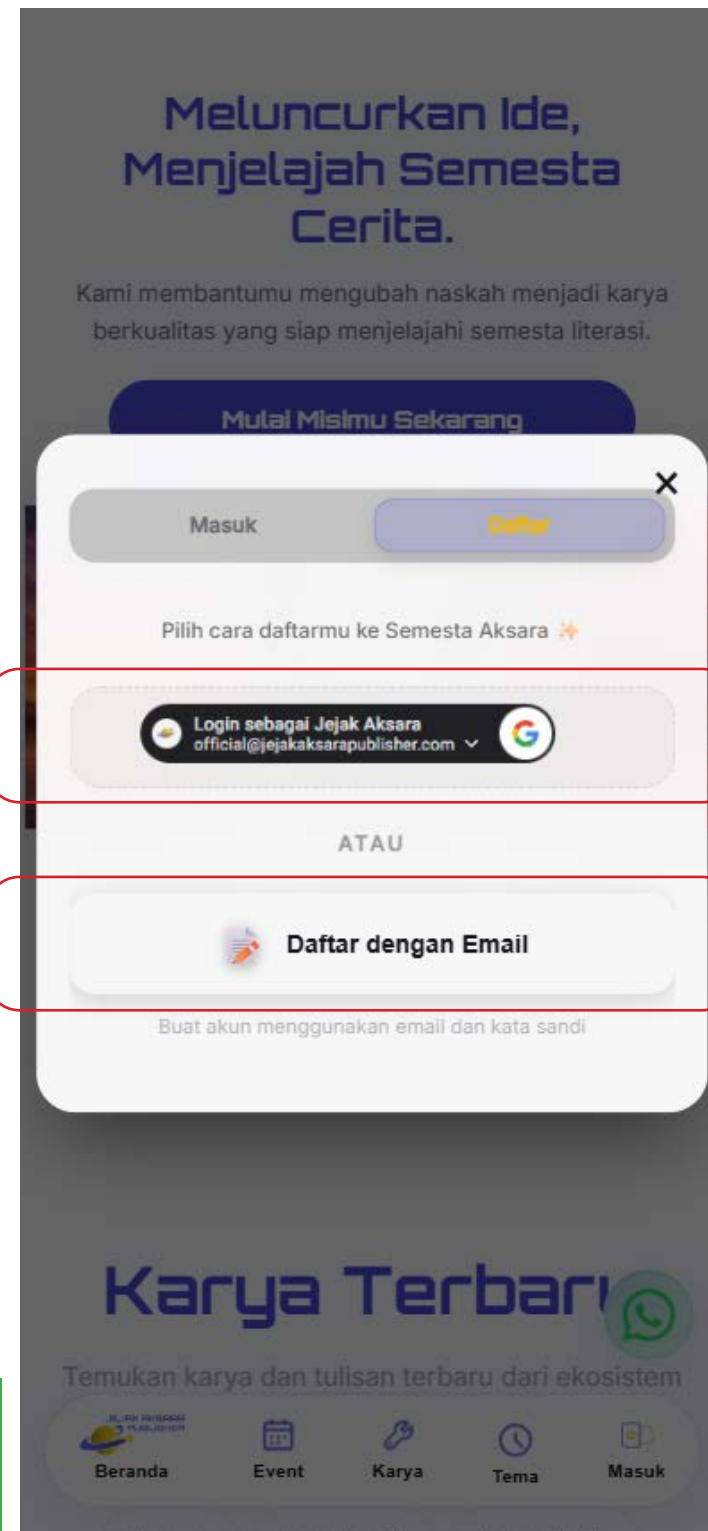 Meluncurkan Ide,
Menjelajah Semesta
Cerita.
Kami membantumu mengubah naskah menjadi karya
berkualitas yang siap menjelajahi semesta literasi.
Mulai Misimu Sekarang
Masuk
Daftar
Pilih cara daftarmu ke Semesta Aksara
Login sebagai Jejak Aksara
official@jejakaksarapublisher.com
ATAU
Daftar dengan Email
Buat akun menggunakan email dan kata sandi
Karya
Temukan karya dan tulisan terbaru dari ekosistem
JEJAK AKSARA
PUBLISHER
Beranda
Event
Karya
Tema
Masuk